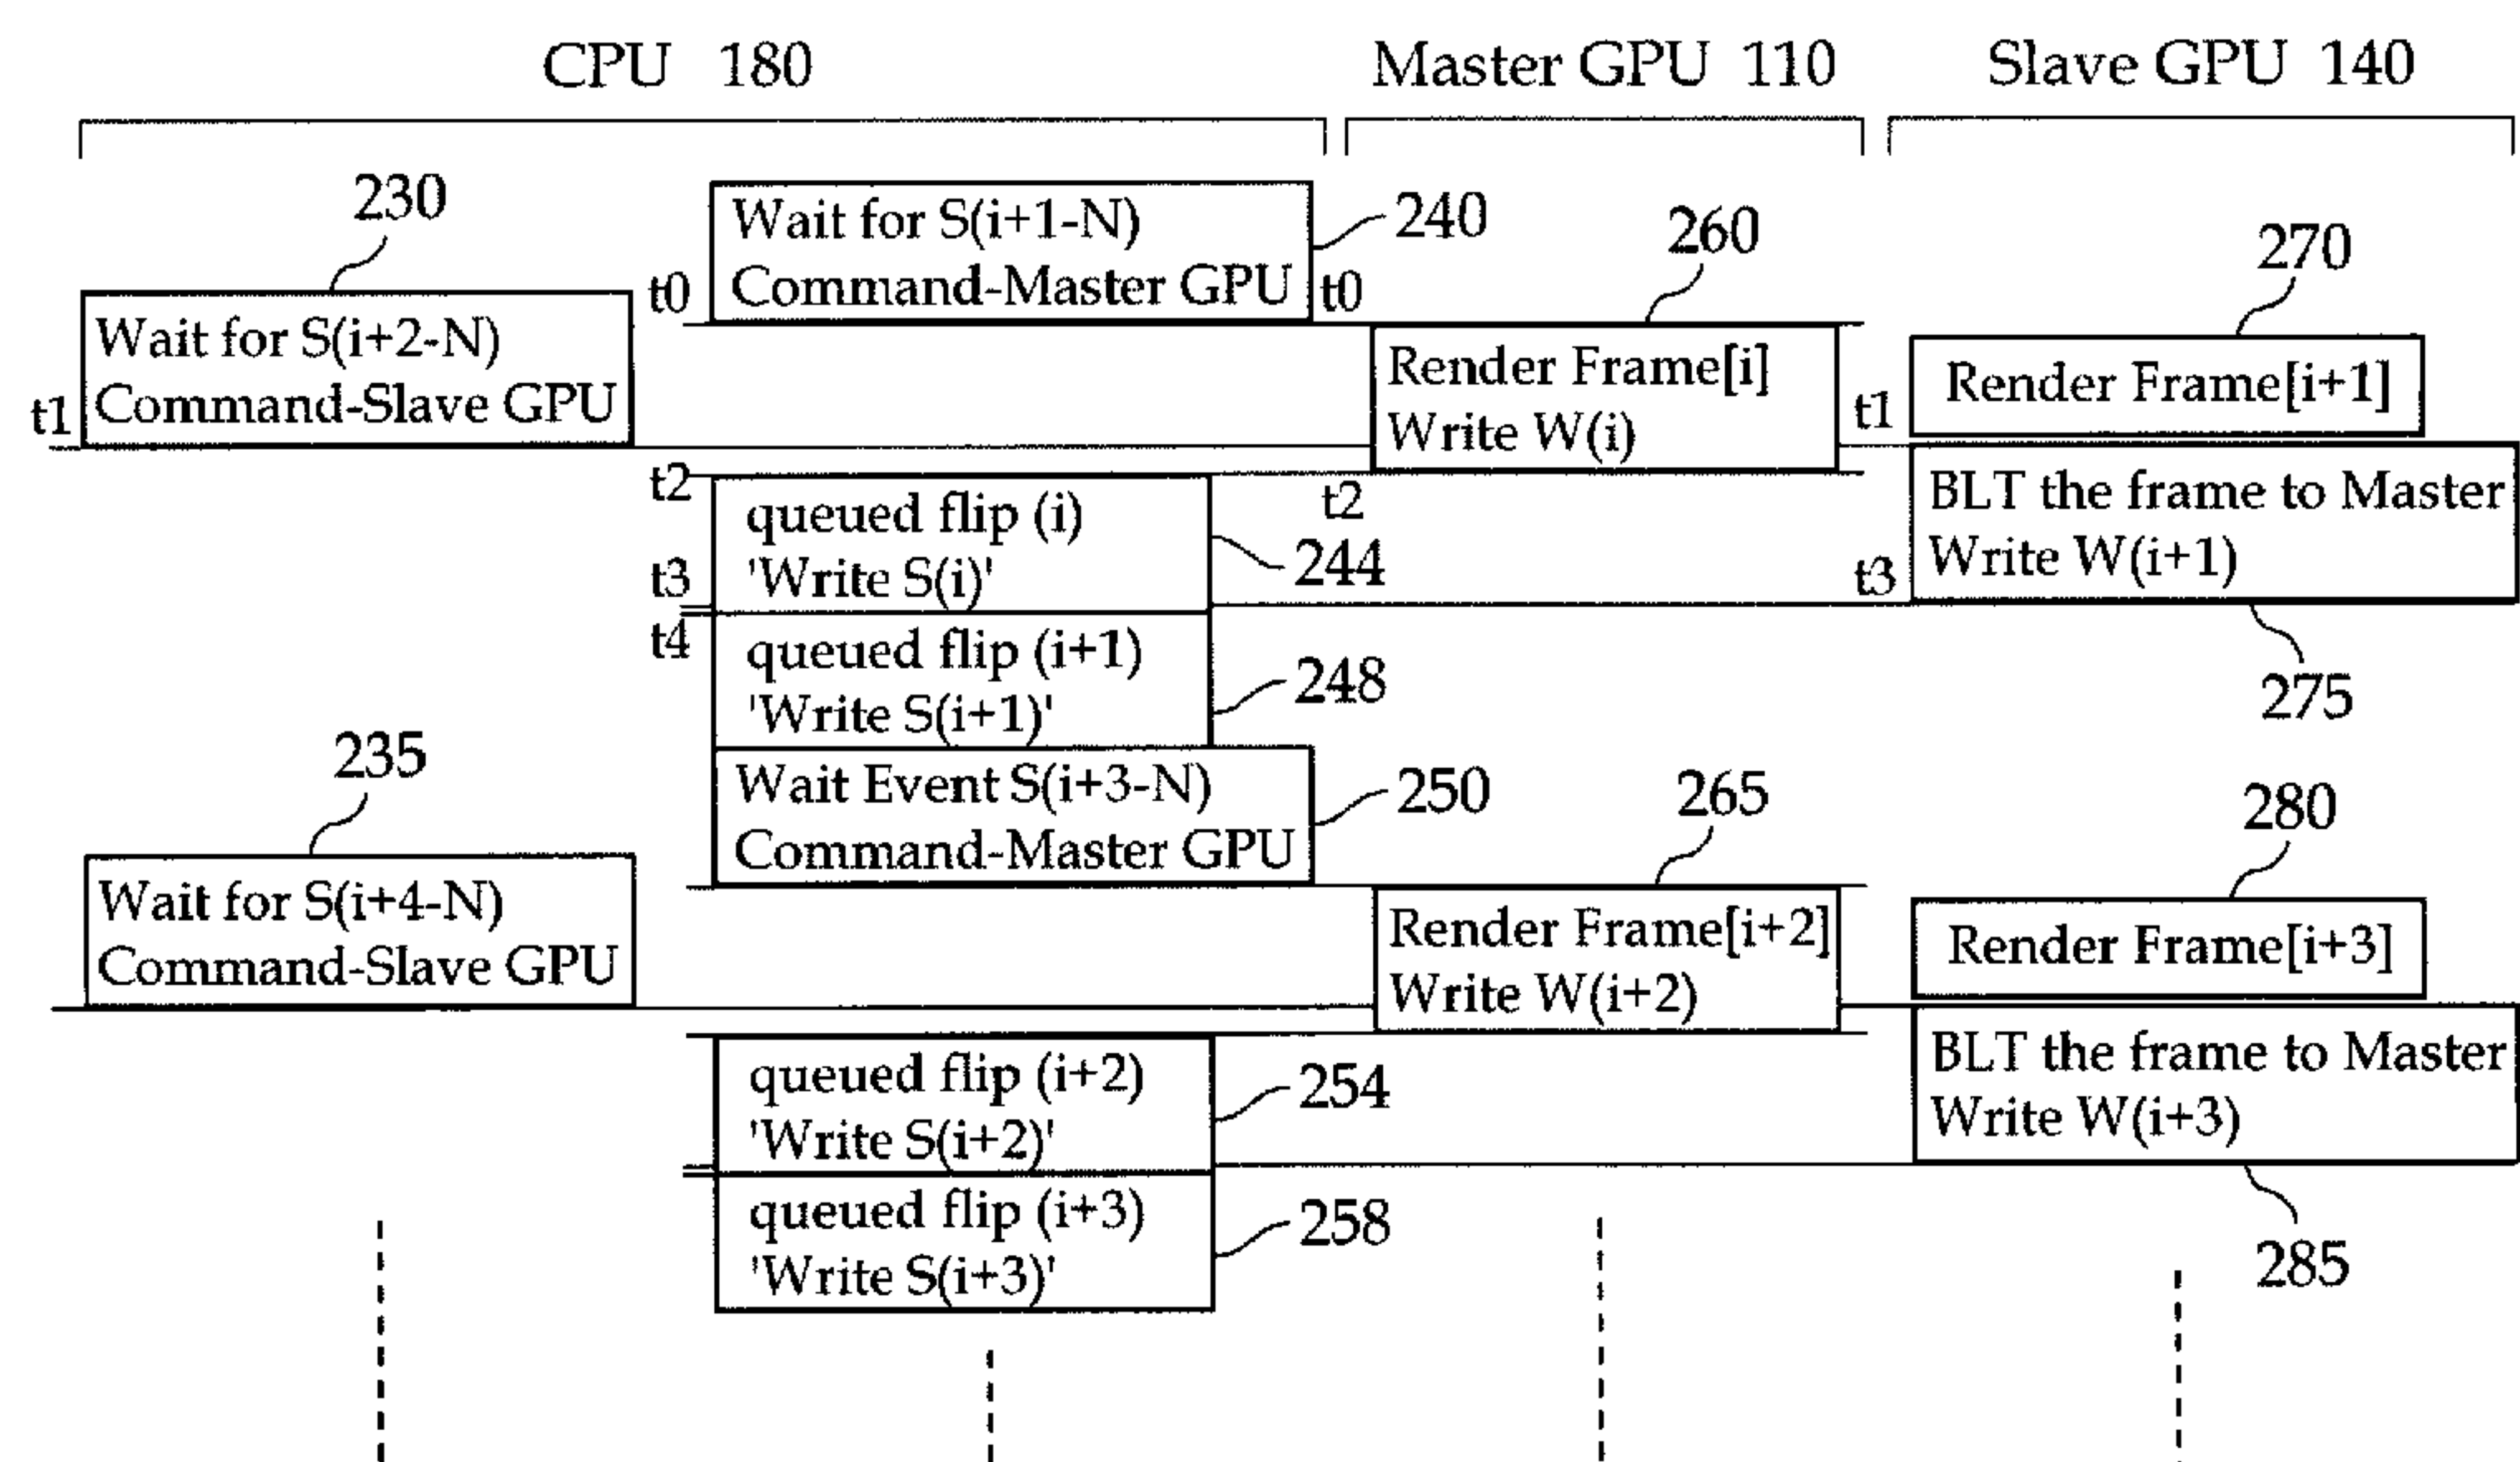 CPU 180
Master GPU 110
Slave GPU 140
230
Wait for S(i+1-N)
Command-Master GPU
240
260
270
t0
t0
Wait for S(i+2-N)
Command-Slave GPU
t1
Render Frame[i]
Write W(i)
t1
Render Frame[i+1]
t2
queued flip (i)
'Write S(i)'
t2
244
t3
BLT the frame to Master
Write W(i+1)
t3
275
t4
queued flip (i+1)
'Write S(i+1)'
248
235
Wait Event S(i+3-N)
Command-Master GPU
250
265
280
Wait for S(i+4-N)
Command-Slave GPU
Render Frame[i+2]
Write W(i+2)
Render Frame[i+3]
queued flip (i+2)
'Write S(i+2)'
254
BLT the frame to Master
Write W(i+3)
285
queued flip (i+3)
'Write S(i+3)'
258